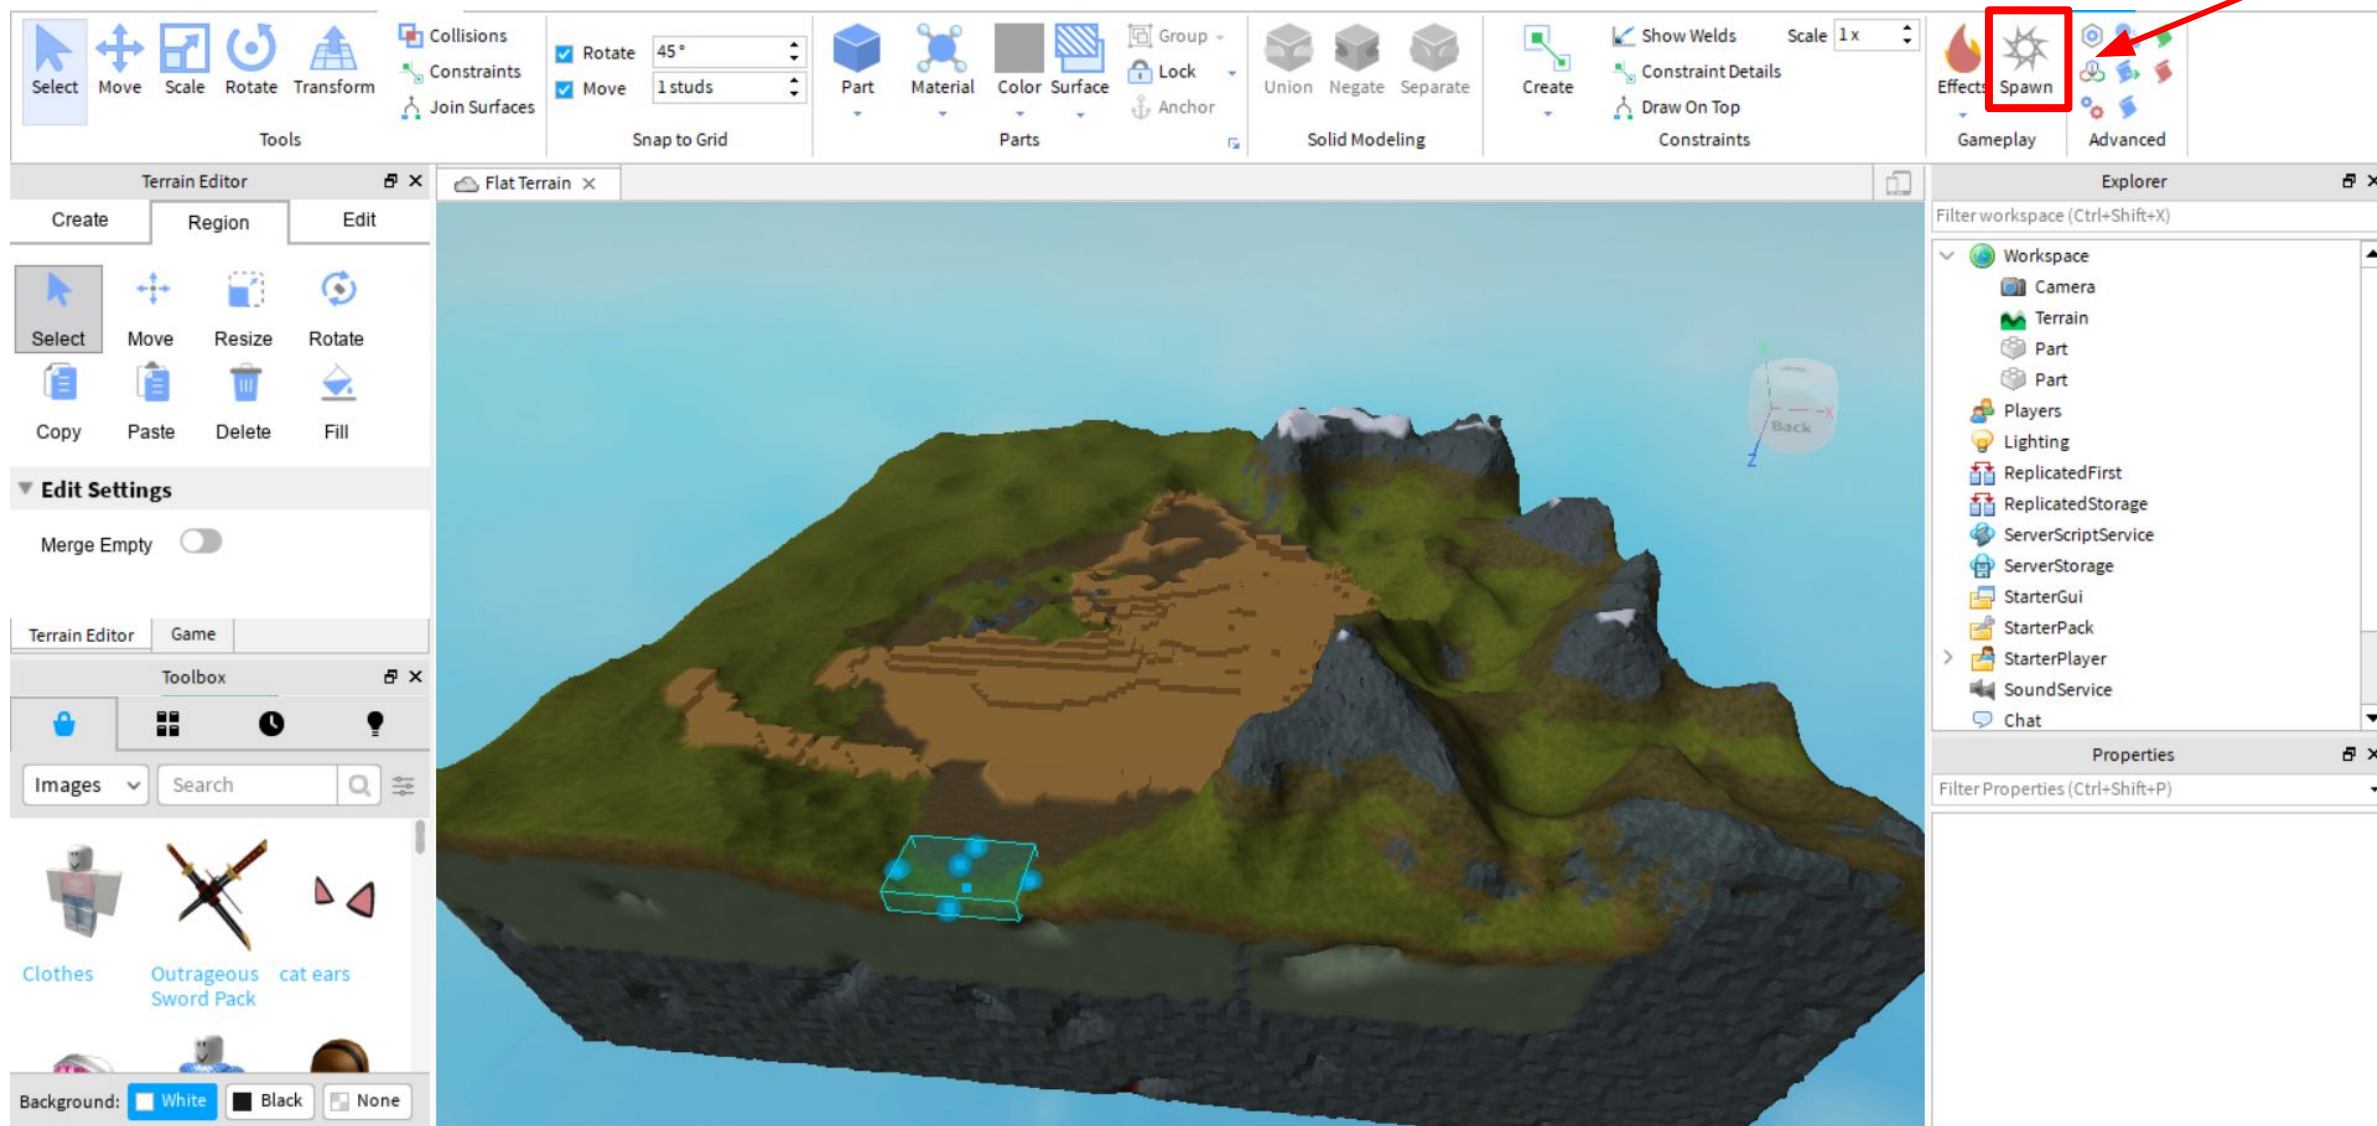 Select
Move
Scale
Rotate
Transform
Collisions
Constraints
Join Surfaces
Tools
Rotate 45°
Move 1 studs
Snap to Grid
Part
Material
Color
Surface
Group
Lock
Anchor
Parts
Union
Negate
Separate
Solid Modeling
Create
Show Welds
Constraint Details
Draw On Top
Scale 1 x
Constraints
Effects
Spawn
Gameplay
Advanced
Terrain Editor
Create
Region
Edit
Select
Move
Resize
Rotate
Copy
Paste
Delete
Fill
Edit Settings
Merge Empty
Terrain Editor
Game
Toolbox
Images
Search
Clothes
Outrageous
Sword Pack
cat ears
Background:
White
Black
None
Flat Terrain
Y
X
Back
Z
Explorer
Filter workspace (Ctrl+Shift+X)
Workspace
Camera
Terrain
Part
Part
Players
Lighting
ReplicatedFirst
ReplicatedStorage
ServerScriptService
ServerStorage
StarterGui
StarterPack
StarterPlayer
SoundService
Chat
Properties
Filter Properties (Ctrl+Shift+P)